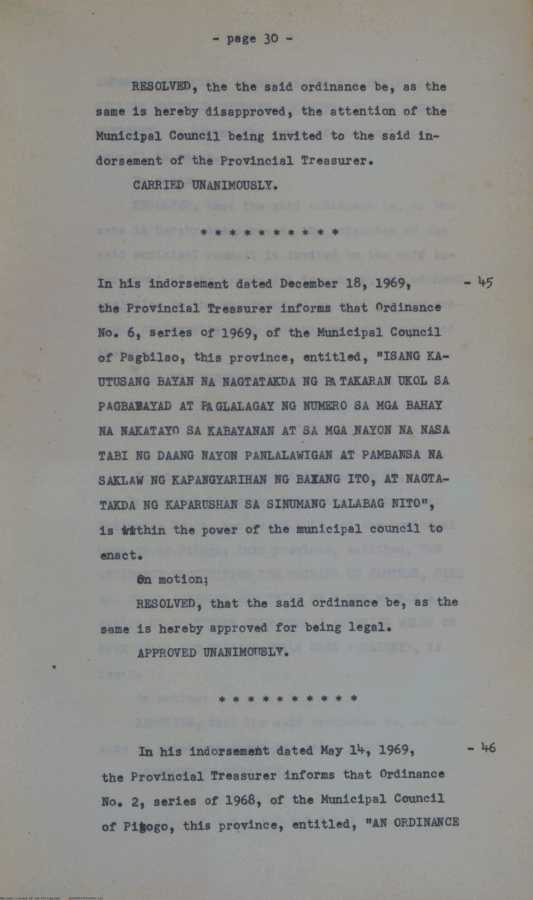 - page 30 -
RESOLVED, the the said ordinance be, as the
same is hereby disapproved, the attention of the
Municipal Council being invited to the said in-
dorsement of the Provincial Treasurer.
CARRIED UNANIMOUSLY.
* * * * * * * * * *
In his indorsement dated December 18, 1969, - 45
the Provincial Treasurer informs that Ordinance
No. 6, series of 1969, of the Municipal Council
of Pagbilao, this province, entitled, "ISANG KA-
UTUSANG BAYAN NA NAGTATAKDA NG PATAKARAN UKOL SA
PAGBABAYAD AT PAGLALAGAY NG NUMERO SA MGA BAHAY
NA NAKATAYO SA KABAYANAN AT SA MGA NAYON NA NASA
TABI NG DAANG NAYON PANLALAWIGAN AT PAMBANSA NA
SAKLAW NG KAPANGYARIHAN NG BAYANG ITO, AT NAGTA-
TAKDA NG KAPARUSHAN SA SINUMANG LALABAG NITO",
is within the power of the municipal council to
enact.
On motion;
RESOLVED, that the said ordinance be, as the
same is hereby approved for being legal.
APPROVED UNANIMOUSLY.
* * * * * * * * * *
In his indorsement dated May 14, 1969, - 46
the Provincial Treasurer informs that Ordinance
No. 2, series of 1968, of the Municipal Council
of Pitogo, this province, entitled, "AN ORDINANCE